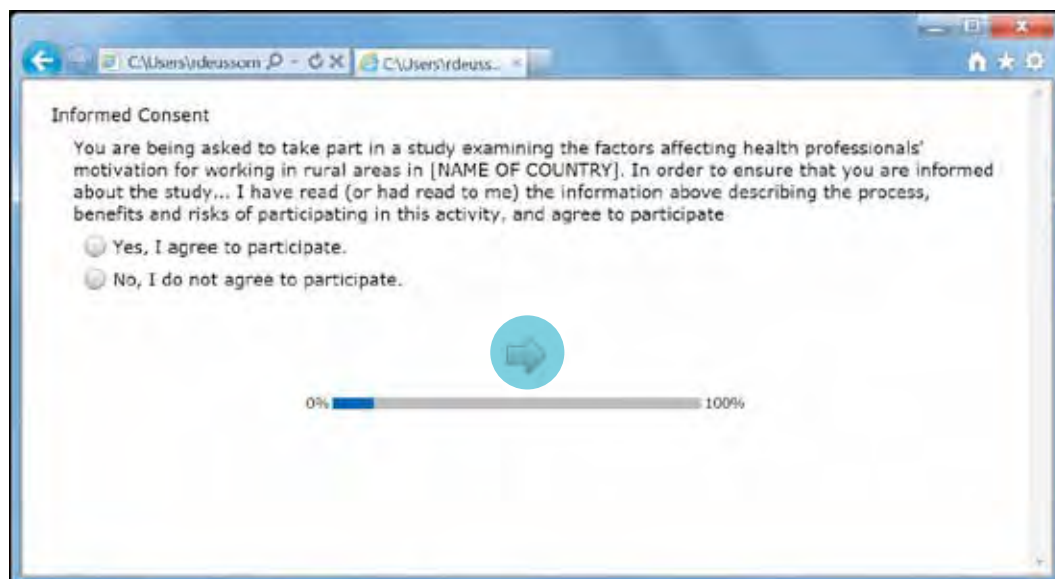 C:\Users\rdeussom
C:\Users\rdeuss...
Informed Consent
You are being asked to take part in a study examining the factors affecting health professionals'
motivation for working in rural areas in [NAME OF COUNTRY]. In order to ensure that you are informed
about the study... I have read (or had read to me) the information above describing the process,
benefits and risks of participating in this activity, and agree to participate
Yes, I agree to participate.
No, I do not agree to participate.
0% 100%